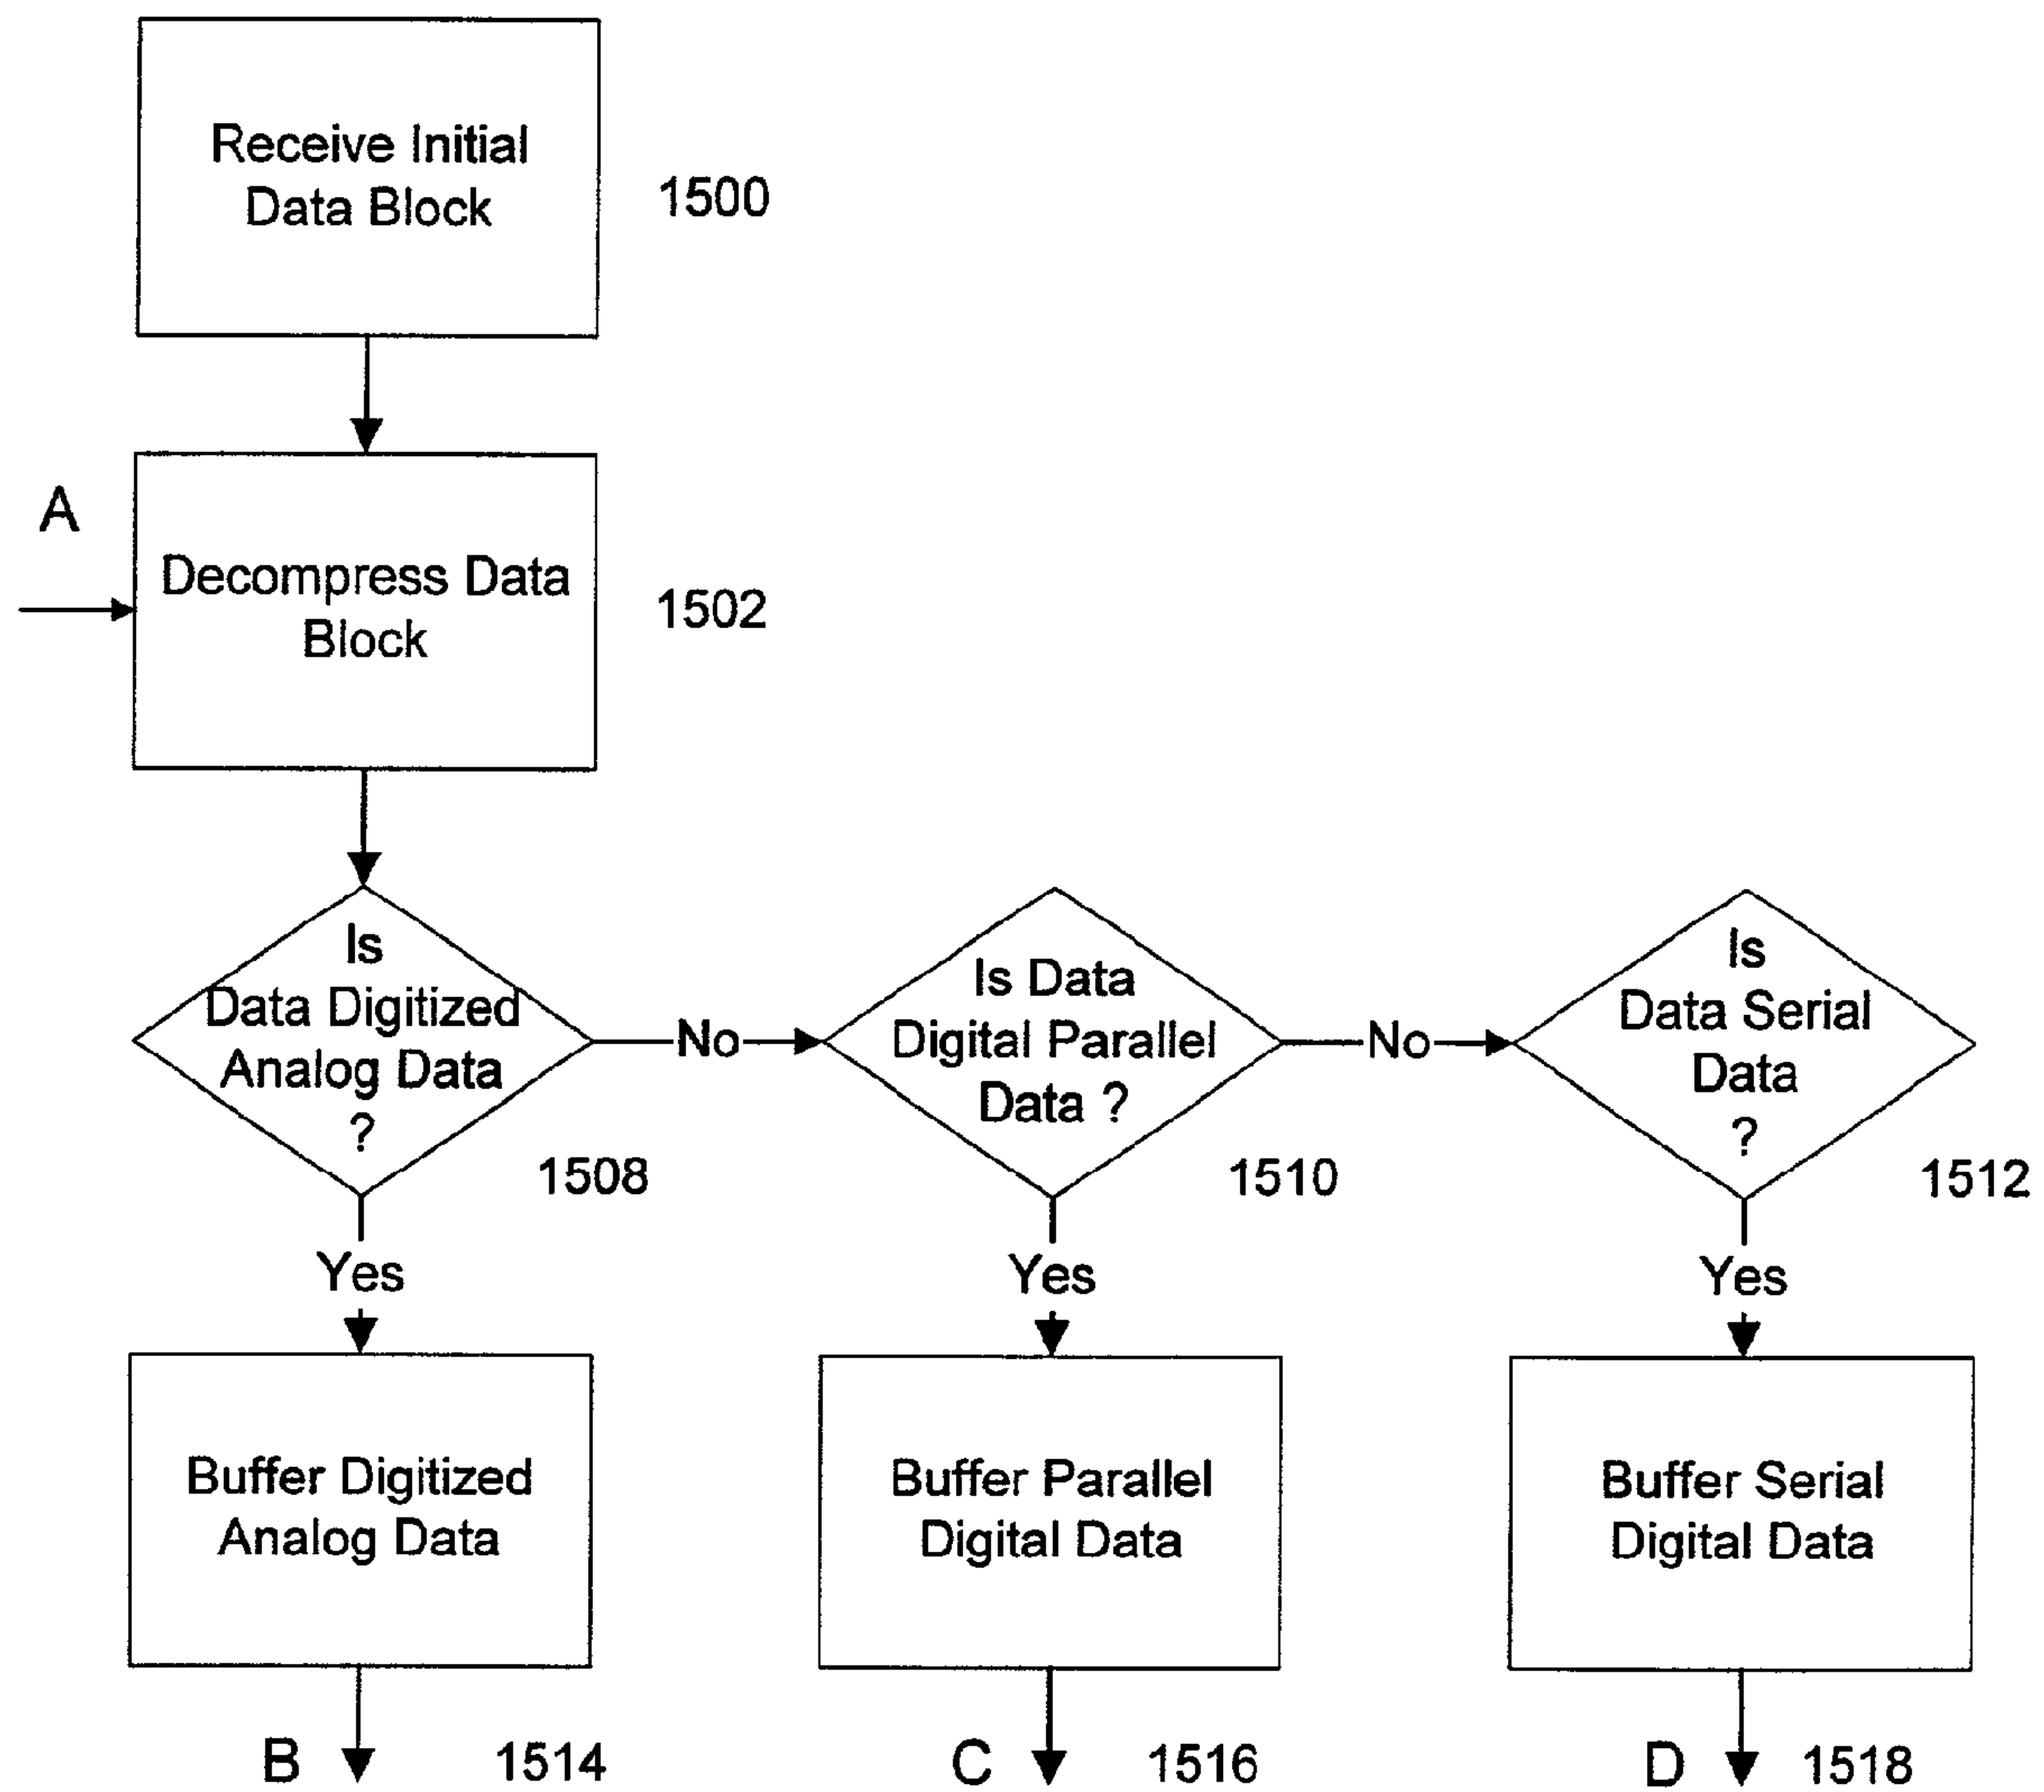 Receive Initial
Data Block
1500
A
Decompress Data
Block
1502
Is
Data Digitized
Analog Data
?
1508
No
Is Data
Digital Parallel
Data ?
1510
No
Is
Data Serial
Data
?
1512
Yes
Yes
Yes
Buffer Digitized
Analog Data
Buffer Parallel
Digital Data
Buffer Serial
Digital Data
B
1514
C
1516
D
1518